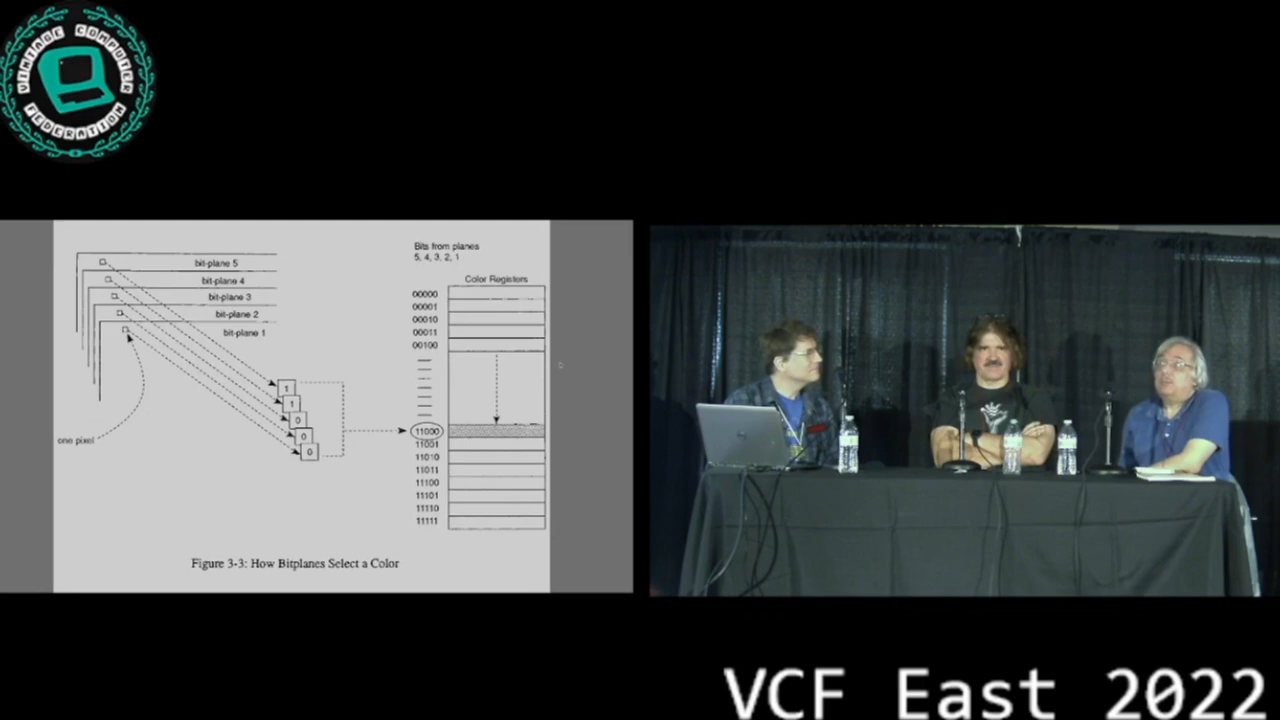 VINTAGE COMPUTER
FEDERATION
bit-plane 5
bit-plane 4
bit-plane 3
bit-plane 2
bit-plane 1
one pixel
1
1
0
0
0
Bits from planes
5, 4, 3, 2, 1
Color Registers
00000
00001
00010
00011
00100
11000
11001
11010
11011
11100
11101
11110
11111
Figure 3-3: How Bitplanes Select a Color
VCF East 2022